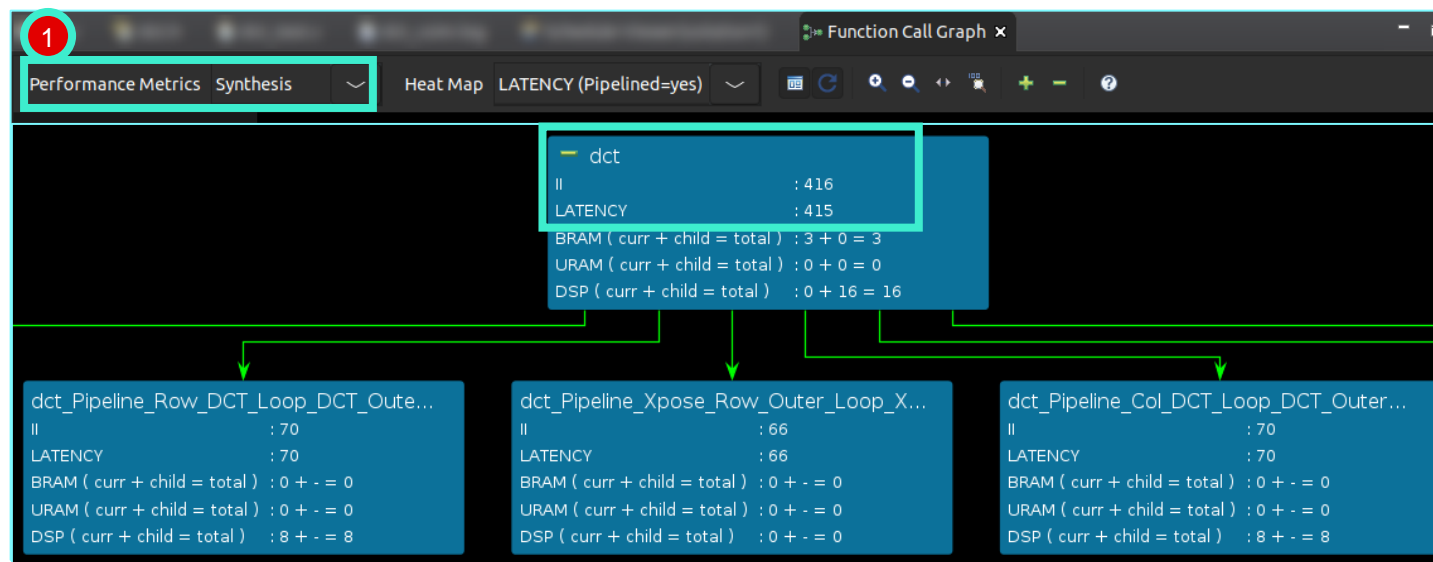 Function Call Graph
1
Performance Metrics Synthesis Heat Map LATENCY (Pipelined=yes)
dct
II : 416
LATENCY : 415
BRAM ( curr + child = total ) : 3 + 0 = 3
URAM ( curr + child = total ) : 0 + 0 = 0
DSP ( curr + child = total ) : 0 + 16 = 16
dct_Pipeline_Row_DCT_Loop_DCT_Oute...
II : 70
LATENCY : 70
BRAM ( curr + child = total ) : 0 + - = 0
URAM ( curr + child = total ) : 0 + - = 0
DSP ( curr + child = total ) : 8 + - = 8
dct_Pipeline_Xpose_Row_Outer_Loop_X...
II : 66
LATENCY : 66
BRAM ( curr + child = total ) : 0 + - = 0
URAM ( curr + child = total ) : 0 + - = 0
DSP ( curr + child = total ) : 0 + - = 0
dct_Pipeline_Col_DCT_Loop_DCT_Outer...
II : 70
LATENCY : 70
BRAM ( curr + child = total ) : 0 + - = 0
URAM ( curr + child = total ) : 0 + - = 0
DSP ( curr + child = total ) : 8 + - = 8